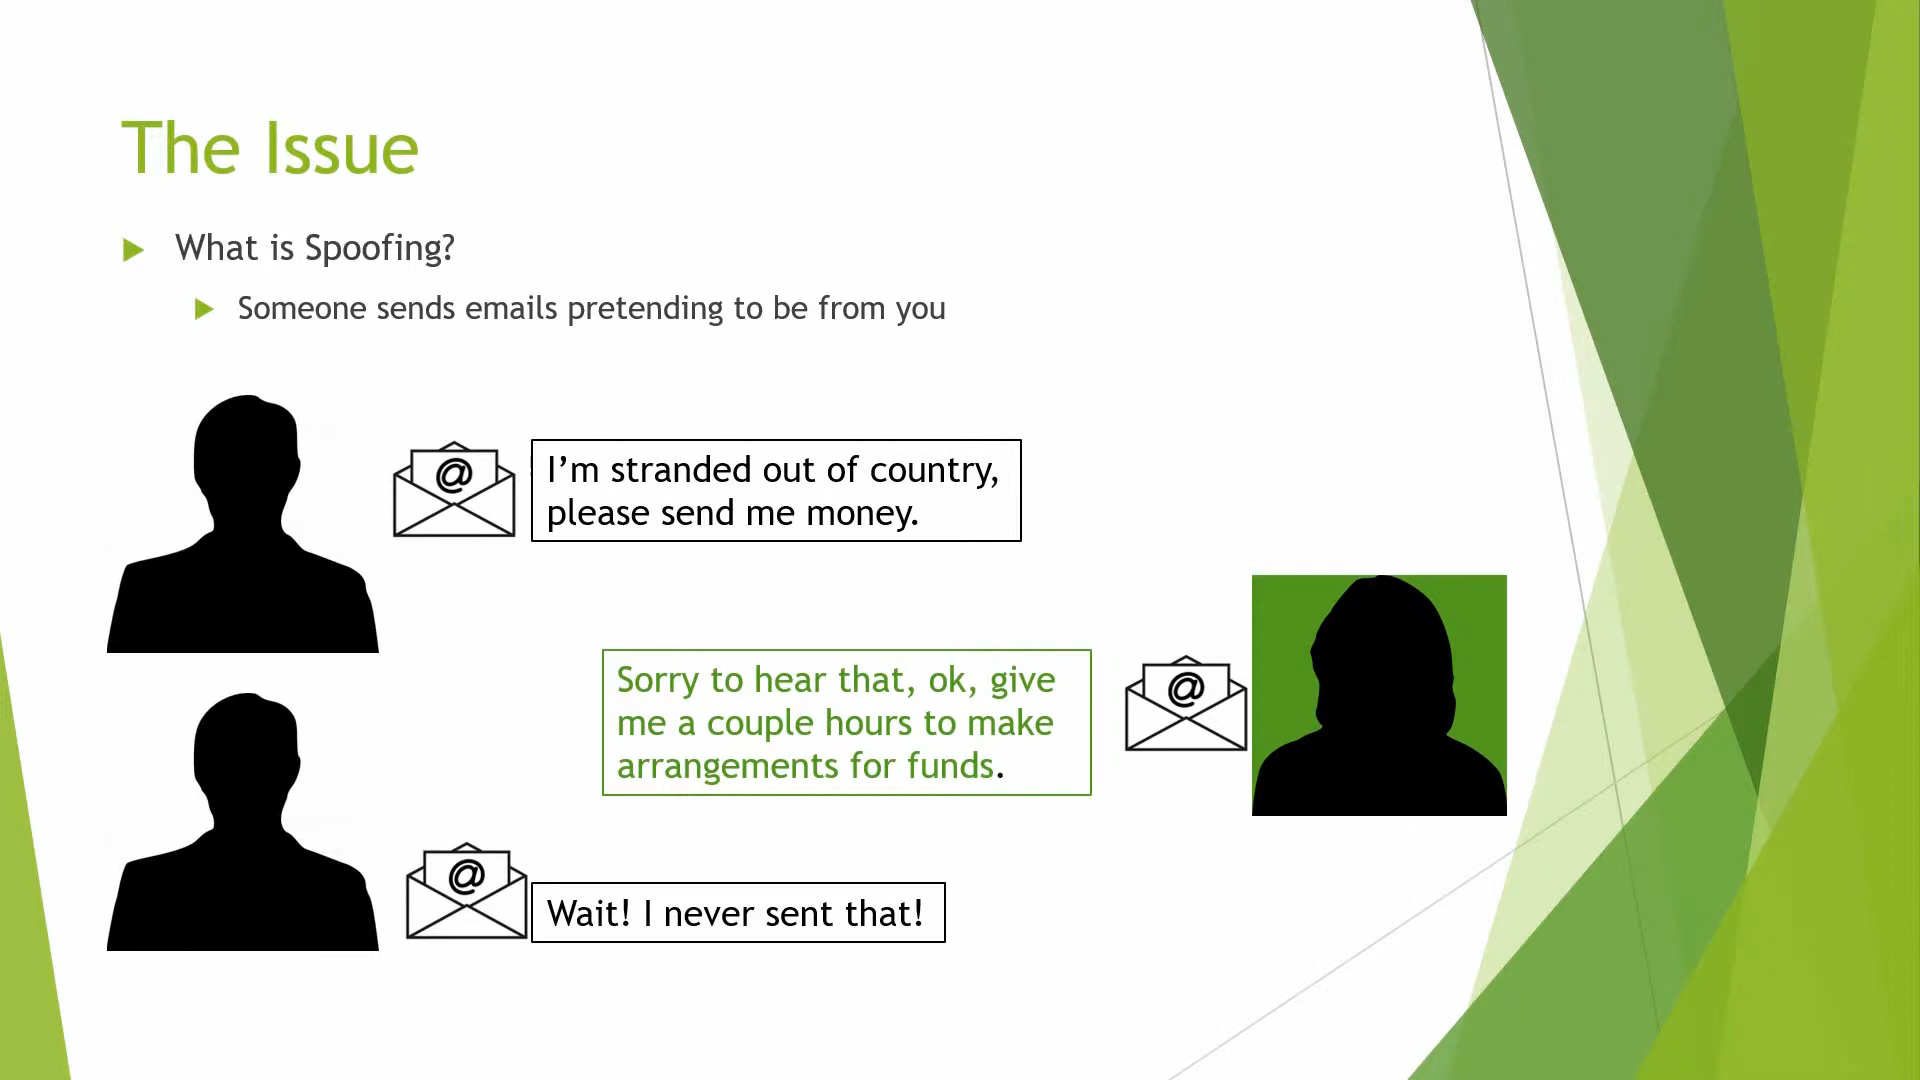 The Issue
What is Spoofing?
Someone sends emails pretending to be from you
@
I’m stranded out of country,
please send me money.
Sorry to hear that, ok, give
me a couple hours to make
arrangements for funds.
@
@
Wait! I never sent that!